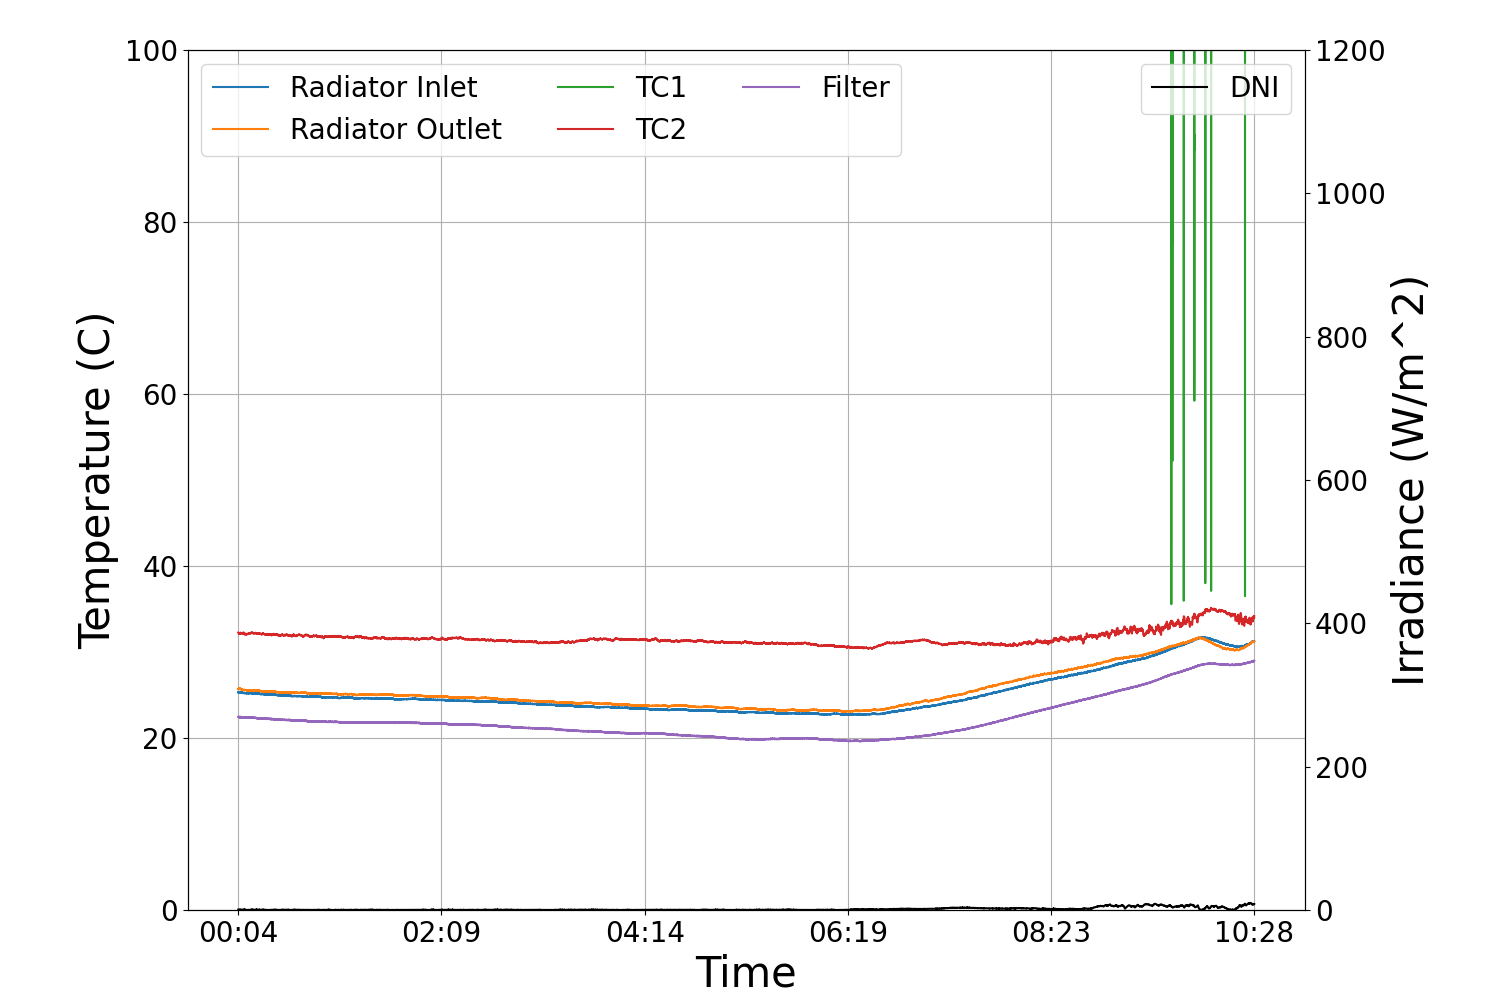 100
80
60
40
20
0
Temperature (C)
Radiator Inlet
Radiator Outlet
TC1
TC2
Filter
DNI
1200
1000
800
600
400
200
0
Irradiance (W/m^2)
00:04 02:09 04:14 06:19 08:23 10:28
Time